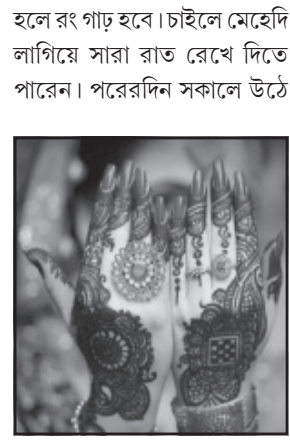 হলে রং গাঢ় হবে। চাইলে মেহেদি
লাগিয়ে সারা রাত রেখে দিতে
পারেন। পরেরদিন সকালে উঠে